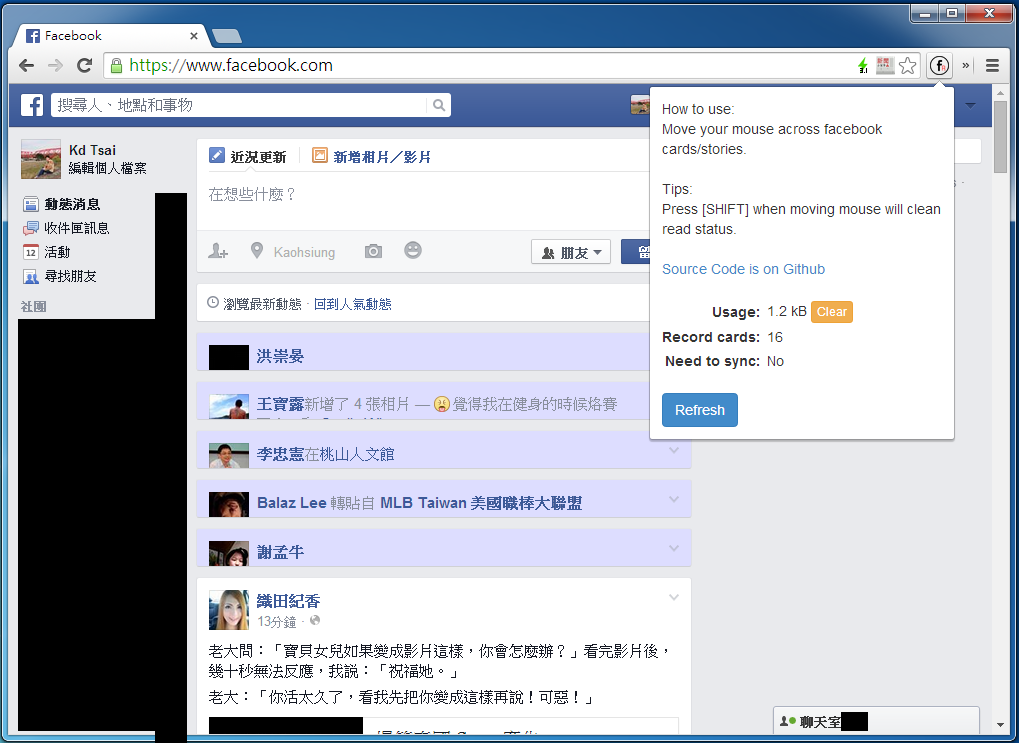 Facebook
https://www.facebook.com
搜尋人、地點和事物
Kd Tsai
編輯個人檔案
動態消息
收件匣訊息
12
活動
尋找朋友
社團
近況更新
新增相片／影片
在想些什麼？
Kaohsiung
朋友
瀏覽最新動態 · 回到人氣動態
洪崇晏
王寶露新增了 4 張相片 — 覺得我在健身的時候烙賽
李忠憲在桃山人文館
Balaz Lee 轉貼自 MLB Taiwan 美國職棒大聯盟
謝孟牛
織田紀香
13分鐘 ·
老大問：「寶貝女兒如果變成影片這樣，你會怎麼辦？」看完影片後，
幾十秒無法反應，我說：「祝福她。」
老大：「你活太久了，看我先把你變成這樣再說！可惡！」
How to use:
Move your mouse across facebook
cards/stories.
Tips:
Press [SHIFT] when moving mouse will clean
read status.
Source Code is on Github
Usage: 1.2 kB Clear
Record cards: 16
Need to sync: No
Refresh
聊天室